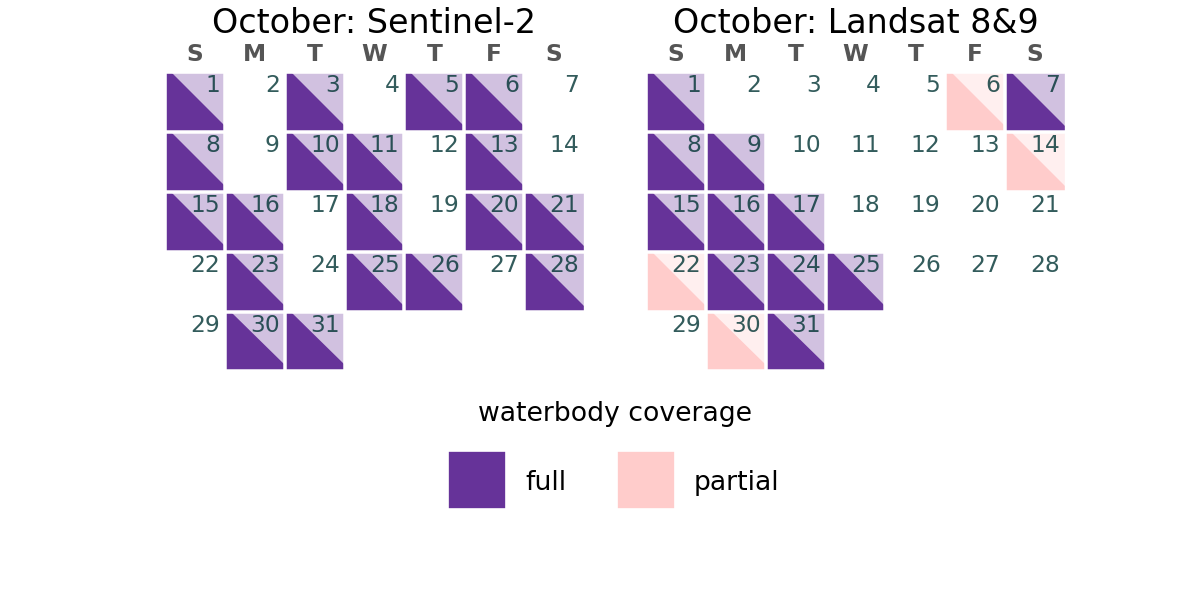 October: Sentinel-2
S M T W T F S
1 2 3 4 5 6 7
8 9 10 11 12 13 14
15 16 17 18 19 20 21
22 23 24 25 26 27 28
29 30 31
October: Landsat 8&9
S M T W T F S
1 2 3 4 5 6 7
8 9 10 11 12 13 14
15 16 17 18 19 20 21
22 23 24 25 26 27 28
29 30 31
waterbody coverage
full partial